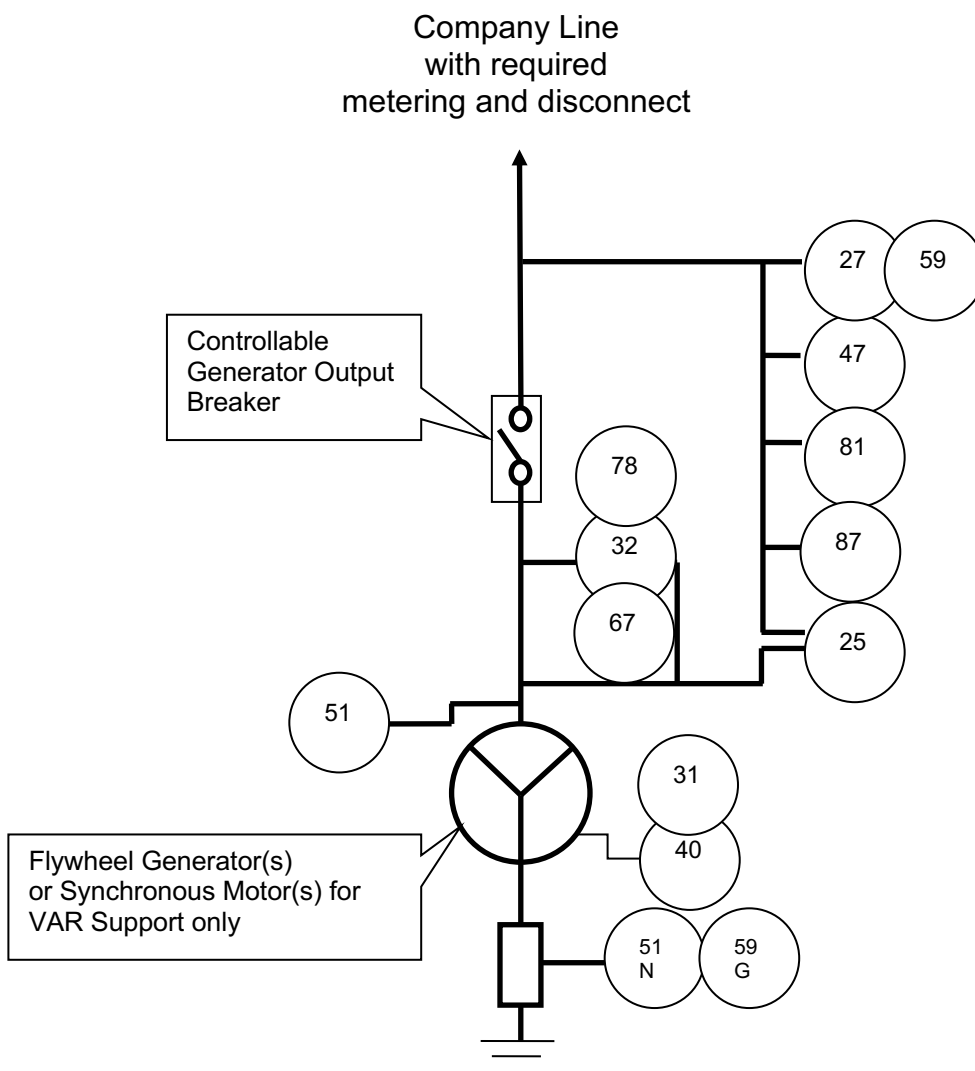 Company Line
with required
metering and disconnect
27
59
Controllable
Generator Output
Breaker
47
81
78
32
87
67
25
51
31
40
Flywheel Generator(s)
or Synchronous Motor(s) for
VAR Support only
51
N
59
G